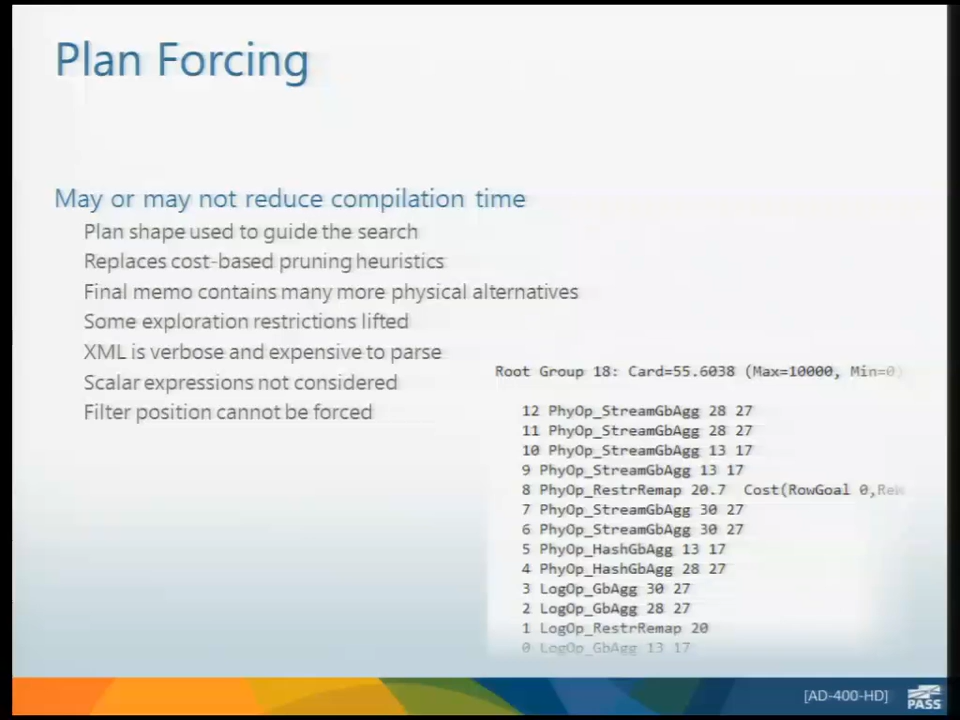 Plan Forcing
May or may not reduce compilation time
Plan shape used to guide the search
Replaces cost-based pruning heuristics
Final memo contains many more physical alternatives
Some exploration restrictions lifted
XML is verbose and expensive to parse
Scalar expressions not considered
Filter position cannot be forced
Root Group 18: Card=55.6038 (Max=10000, Min=0)
12 PhyOp_StreamGbAgg 28 27
11 PhyOp_StreamGbAgg 28 27
10 PhyOp_StreamGbAgg 13 17
9 PhyOp_StreamGbAgg 13 17
8 PhyOp_RestrRemap 20.7 Cost(RowGoal 0,
7 PhyOp_StreamGbAgg 30 27
6 PhyOp_StreamGbAgg 30 27
5 PhyOp_HashGbAgg 13 17
4 PhyOp_HashGbAgg 28 27
3 LogOp_GbAgg 30 27
2 LogOp_GbAgg 28 27
1 LogOp_RestrRemap 20
0 LogOp_GbAgg 13 17
[AD-400-HD]
PASS